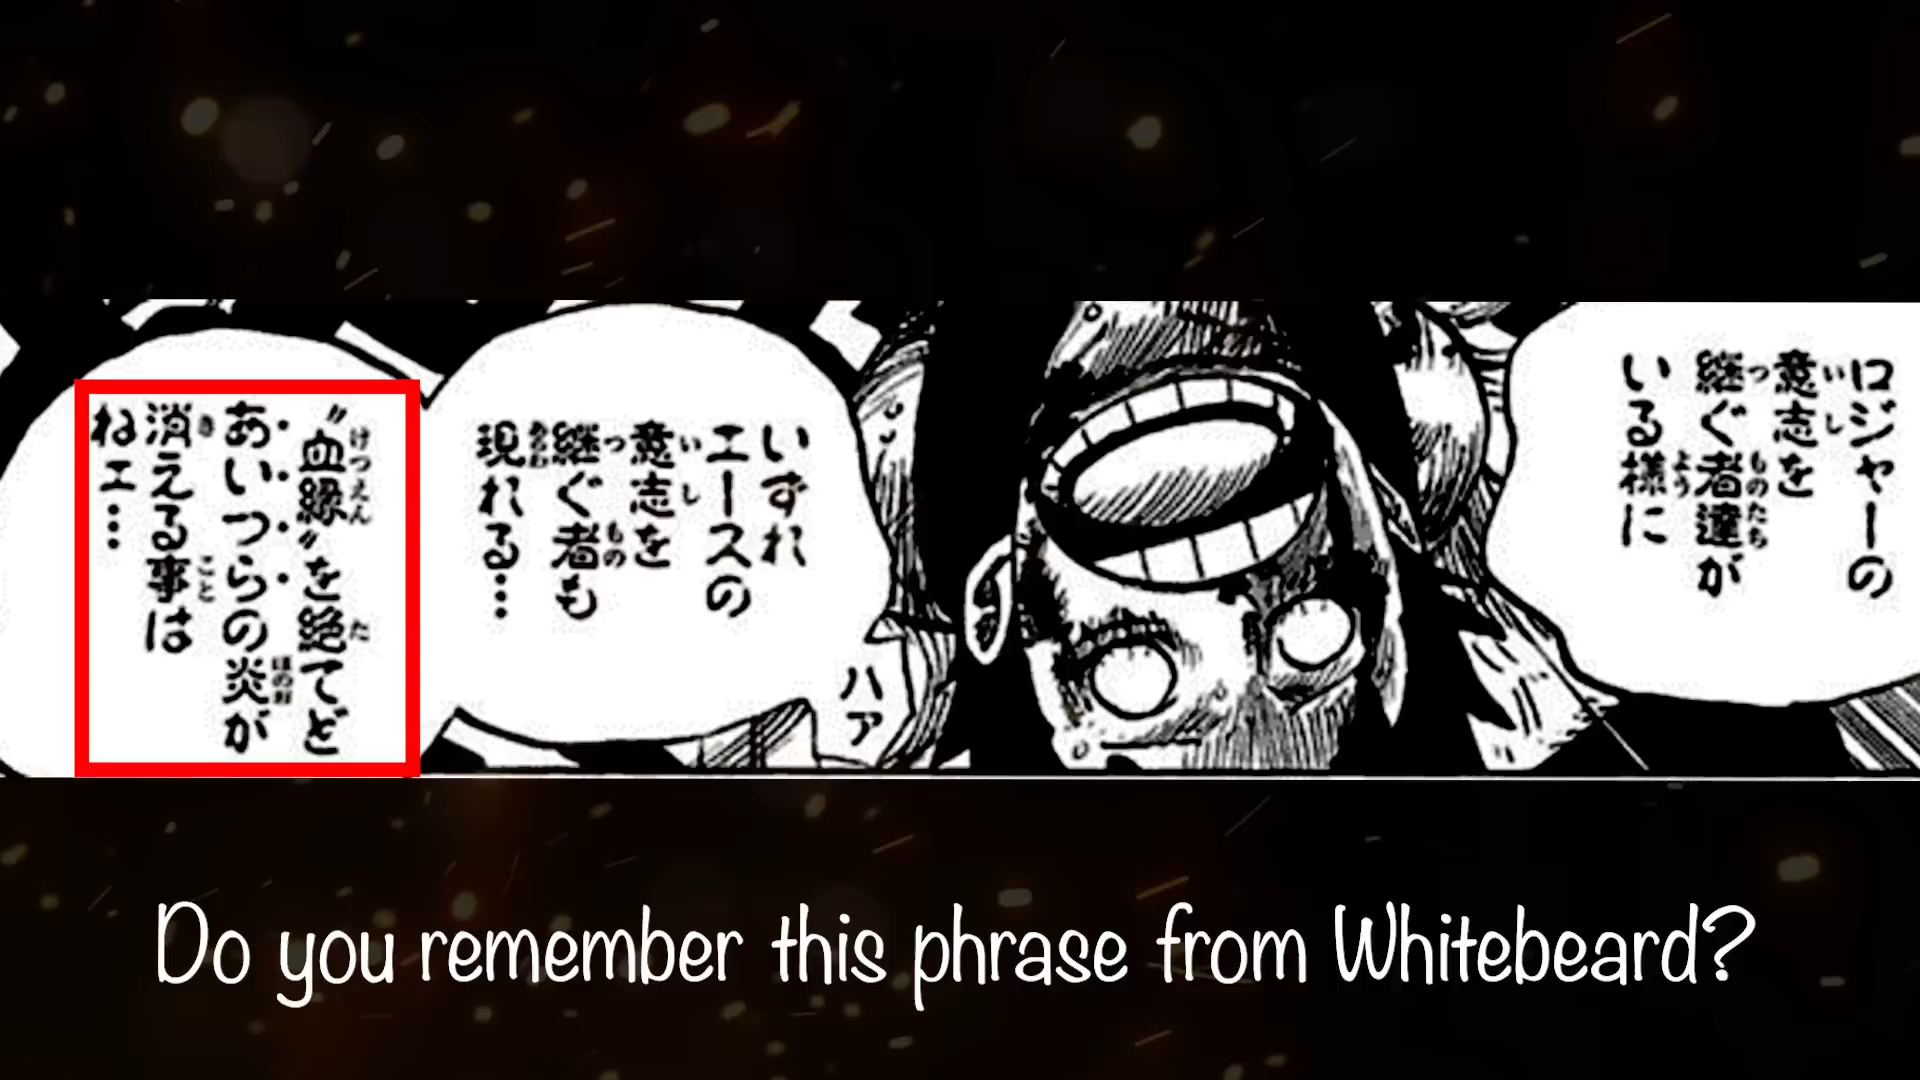 ロジャーの
意志を
継ぐ者達が
いる様に
いずれ
エースの
意志を
継ぐ者も
現れる…
ハァ
〝血縁〟を絶てど
あいつらの炎が
消える事は
ねェ…
Do you remember this phrase from Whitebeard?